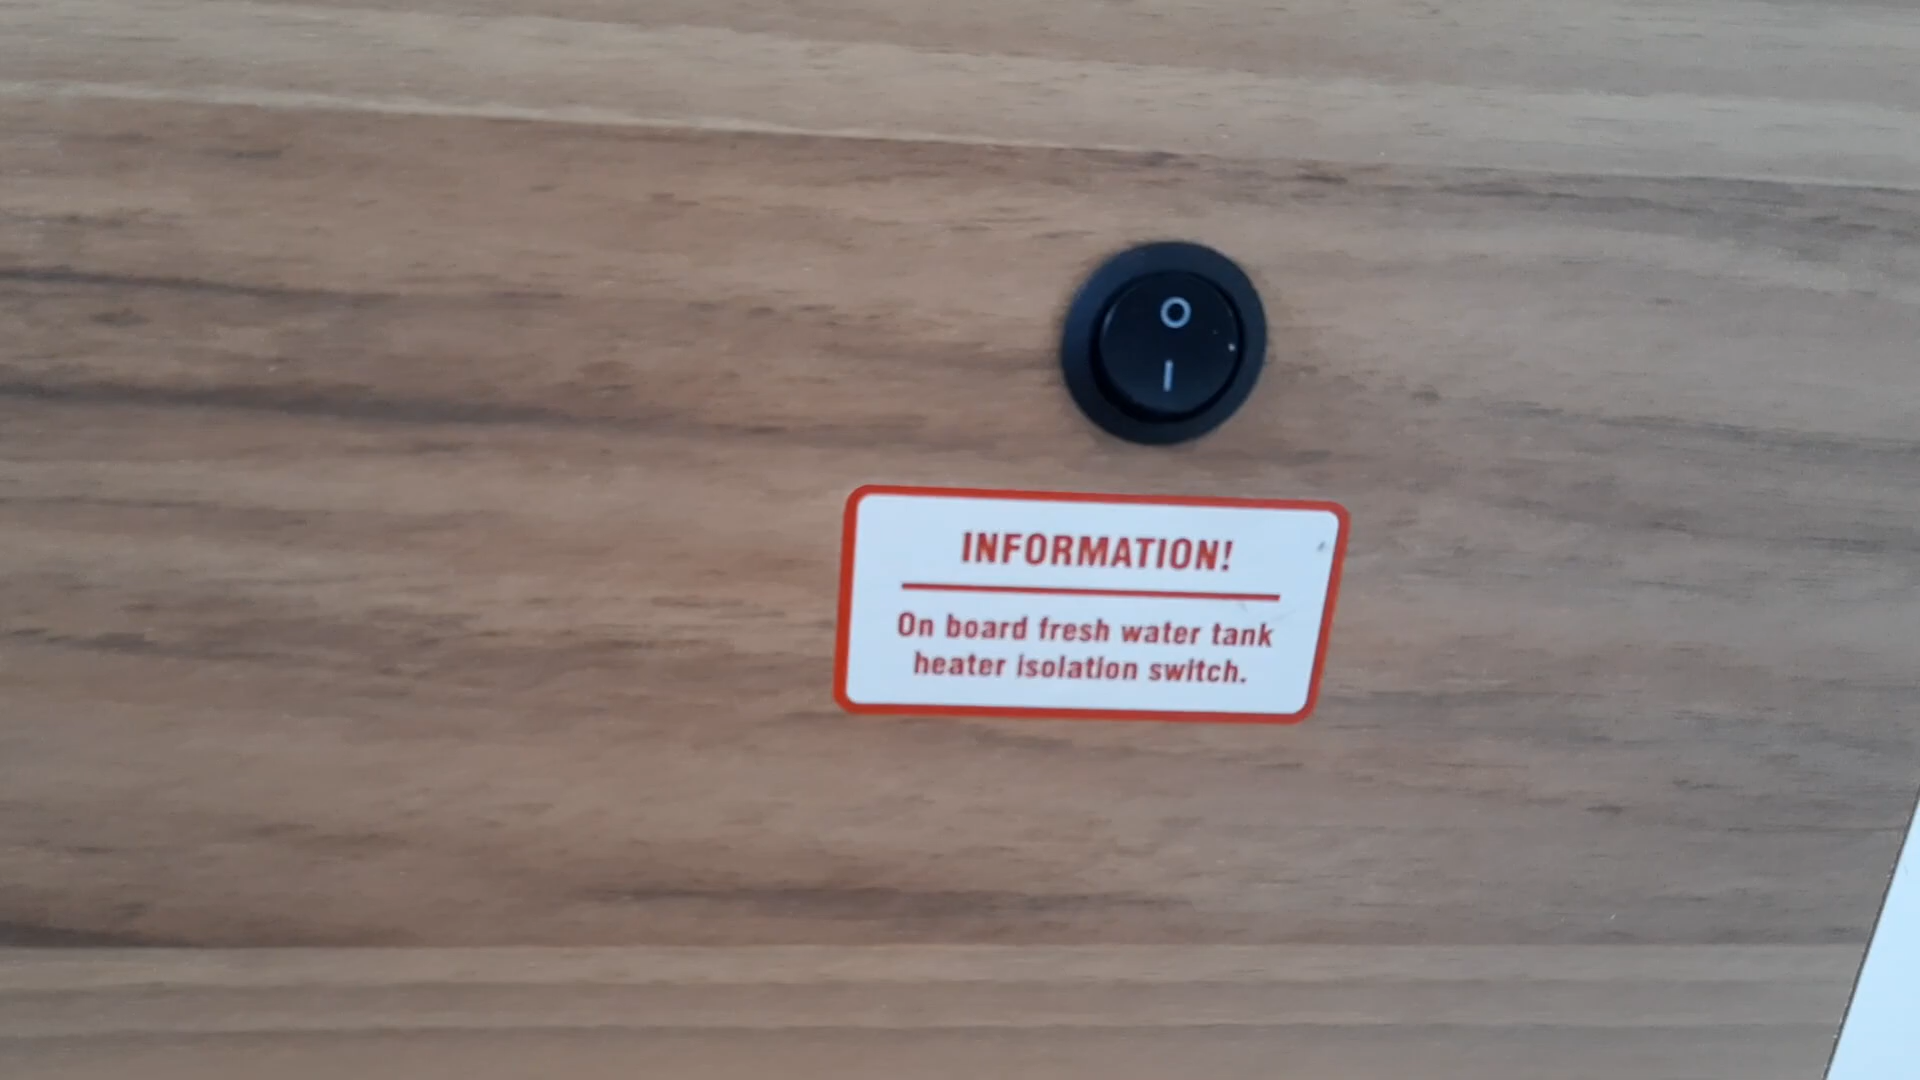 O
I
INFORMATION!
On board fresh water tank
heater isolation switch.